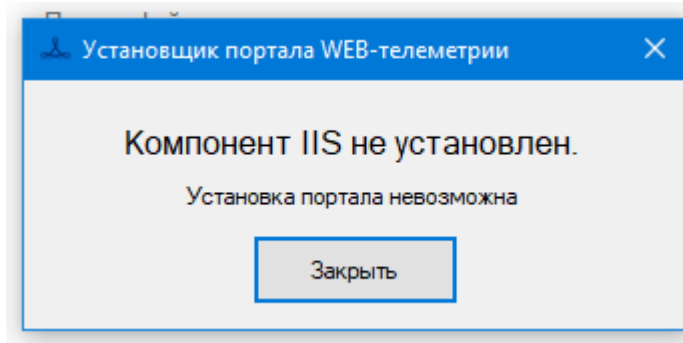 Установщик портала WEB-телеметрии
Компонент IIS не установлен.
Установка портала невозможна
Закрыть